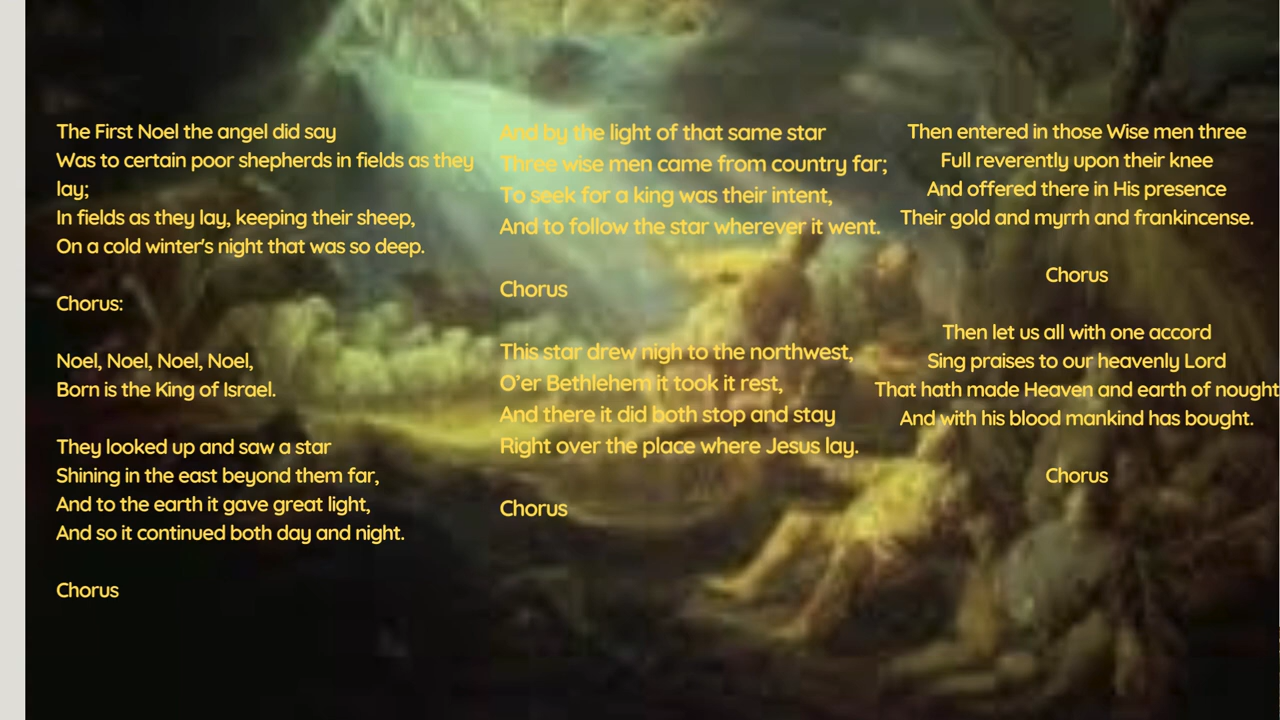 The First Noel the angel did say
Was to certain poor shepherds in fields as they
lay;
In fields as they lay, keeping their sheep,
On a cold winter's night that was so deep.
Chorus:
Noel, Noel, Noel, Noel,
Born is the King of Israel.
They looked up and saw a star
Shining in the east beyond them far,
And to the earth it gave great light,
And so it continued both day and night.
Chorus
And by the light of that same star
Three wise men came from country far;
To seek for a king was their intent,
And to follow the star wherever it went.
Chorus
This star drew nigh to the northwest,
O’er Bethlehem it took it rest,
And there it did both stop and stay
Right over the place where Jesus lay.
Chorus
Then entered in those Wise men three
Full reverently upon their knee
And offered there in His presence
Their gold and myrrh and frankincense.
Chorus
Then let us all with one accord
Sing praises to our heavenly Lord
That hath made Heaven and earth of nought
And with his blood mankind has bought.
Chorus